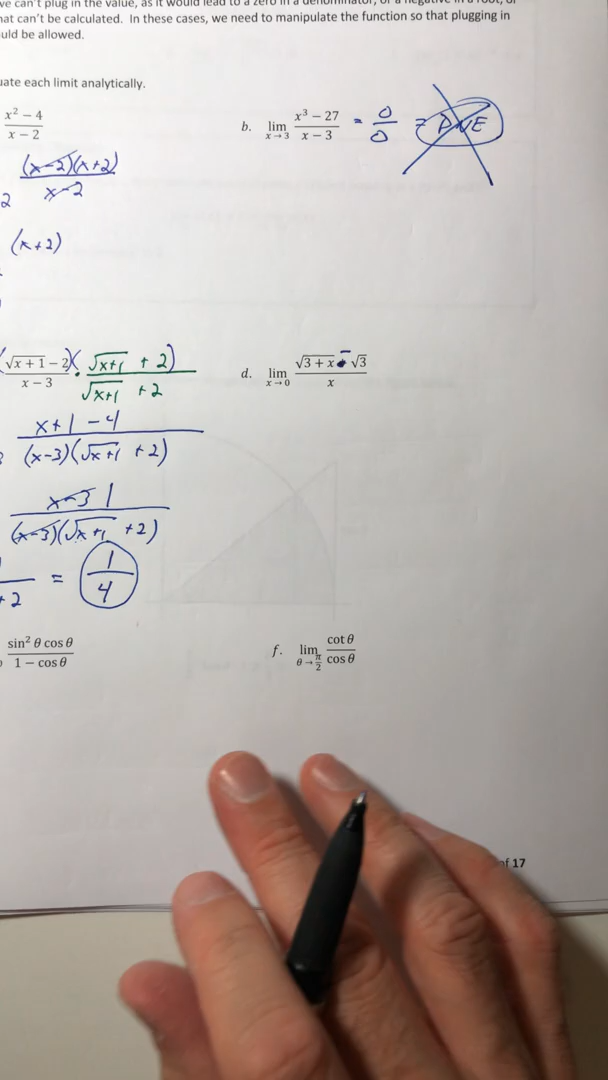 we can't plug in the value, as it would lead to a zero in a denominator, or a negative in a root, or
hat can't be calculated. In these cases, we need to manipulate the function so that plugging in
uld be allowed.
uate each limit analytically.
x² − 4
x − 2
(x-2)(x+2)
x-2
2
(x+2)
b. lim x→3 x³ − 27
x − 3
= 0/0 = DNE
(√x + 1 − 2)(√x+1 + 2)
x − 3 · √x+1 + 2
x+1 -4
(x-3)(√x+1 +2)
x-3 1
(x-3)(√x+1 +2)
+2 = 1/4
d. lim x→0 √3 + x - √3
x
sin² θ cos θ
1 − cos θ
f. lim θ→π/2 cot θ
cos θ
of 17